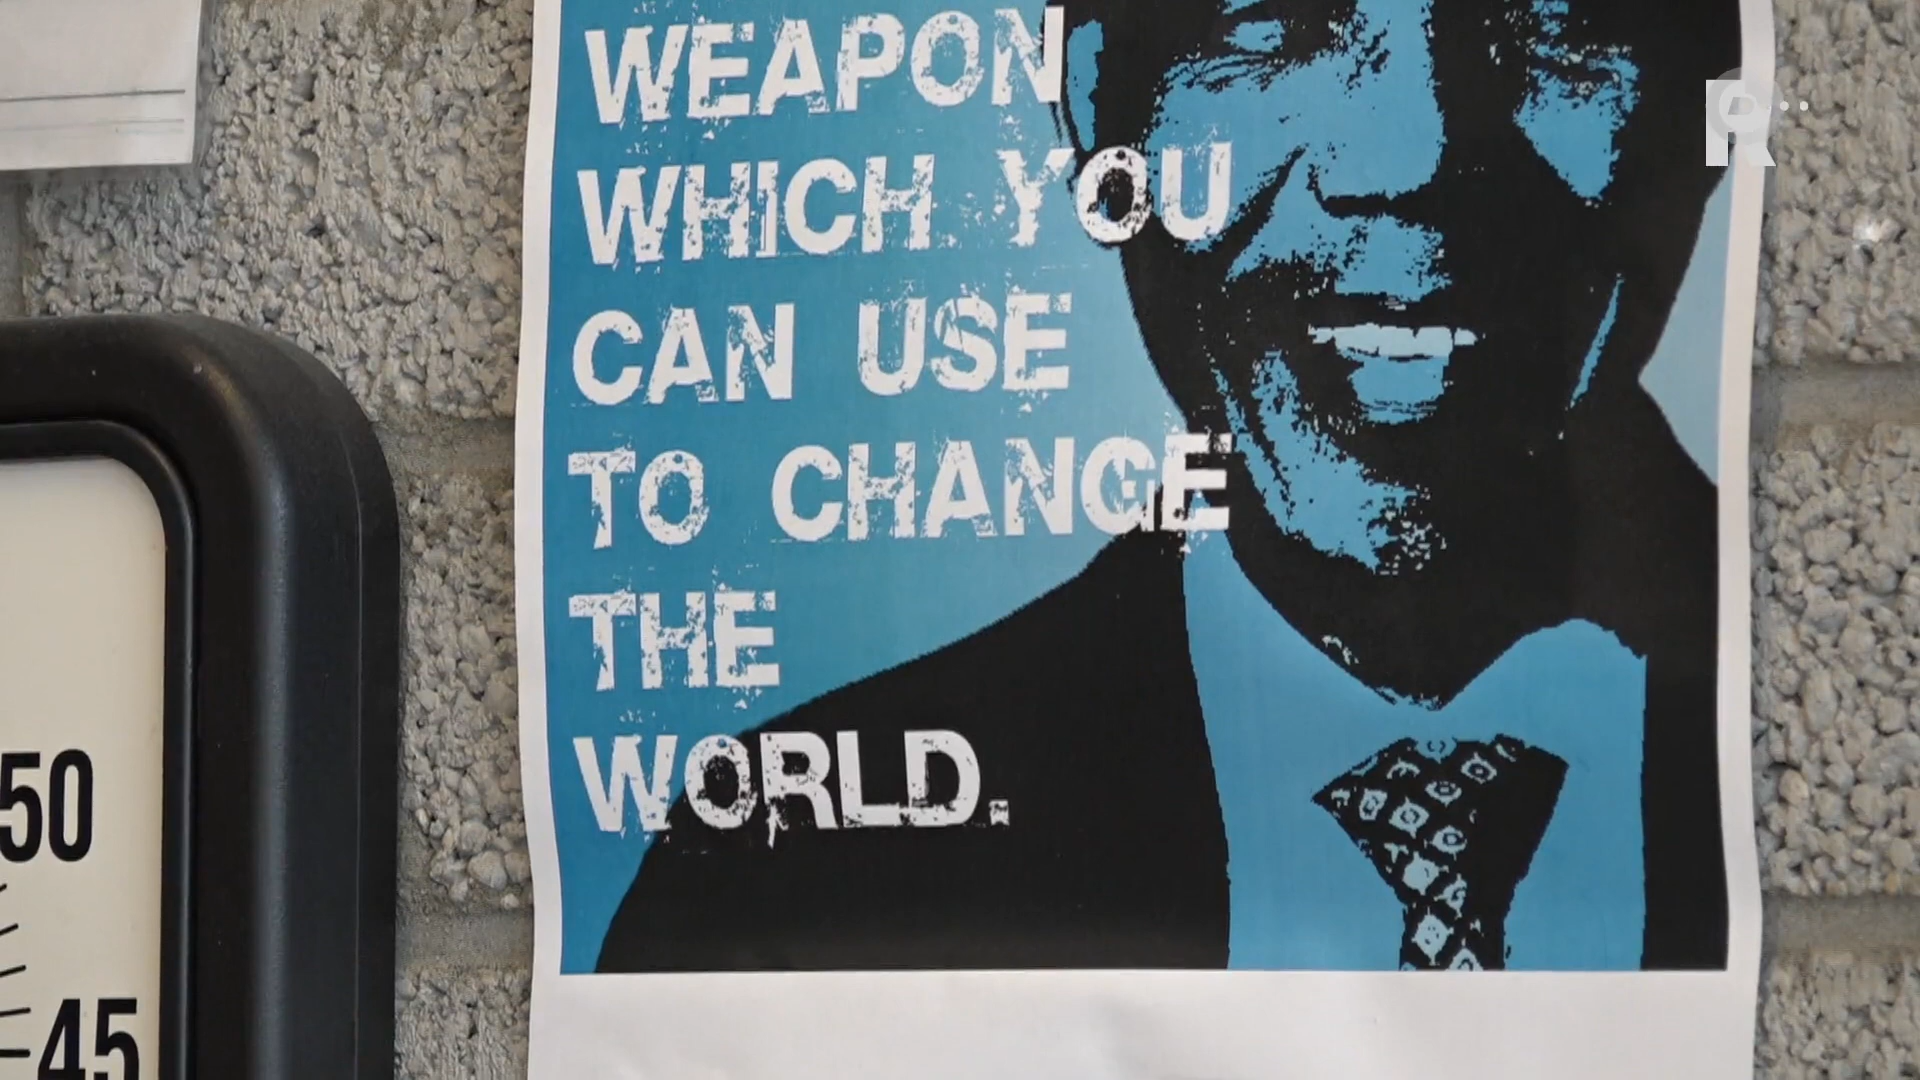 WEAPON
WHICH YOU
CAN USE
TO CHANGE
THE
WORLD.
50
45
R